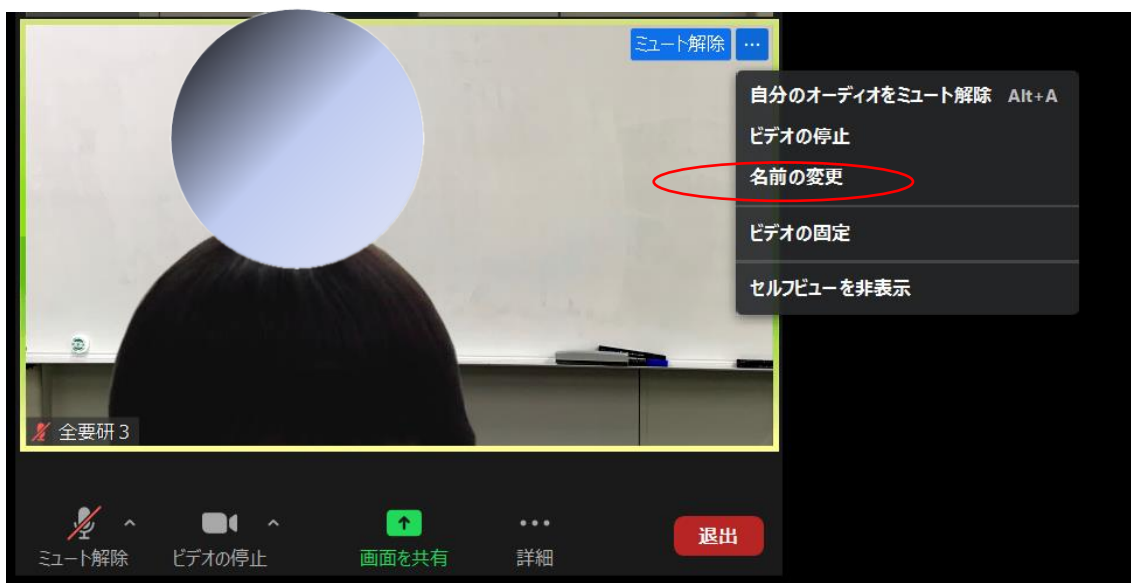 ミュート解除 …
自分のオーディオをミュート解除 Alt+A
ビデオの停止
名前の変更
ビデオの固定
セルフビューを非表示
全要研3
ミュート解除 ビデオの停止 画面を共有 詳細 退出